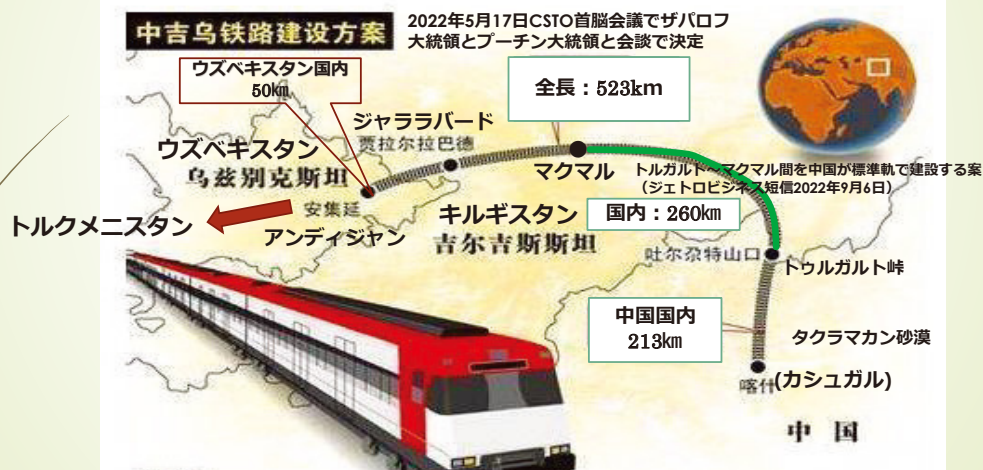 中吉乌铁路建设方案
2022年5月17日CSTO首脳会議でザパロフ
大統領とプーチン大統領と会談で決定
ウズベキスタン国内
50㎞
全長：523km
ジャララバード
贾拉尔拉巴德
ウズベキスタン
乌兹别克斯坦
マクマル
トルガルト～マクマル間を中国が標準軌で建設する案
（ジェトロビジネス短信2022年9月6日）
安集延
アンディジャン
トルクメニスタン
キルギスタン
吉尔吉斯斯坦
国内：260㎞
吐尔尕特山口
トゥルガルト峠
中国国内
213㎞
タクラマカン砂漠
喀什
(カシュガル)
中 国